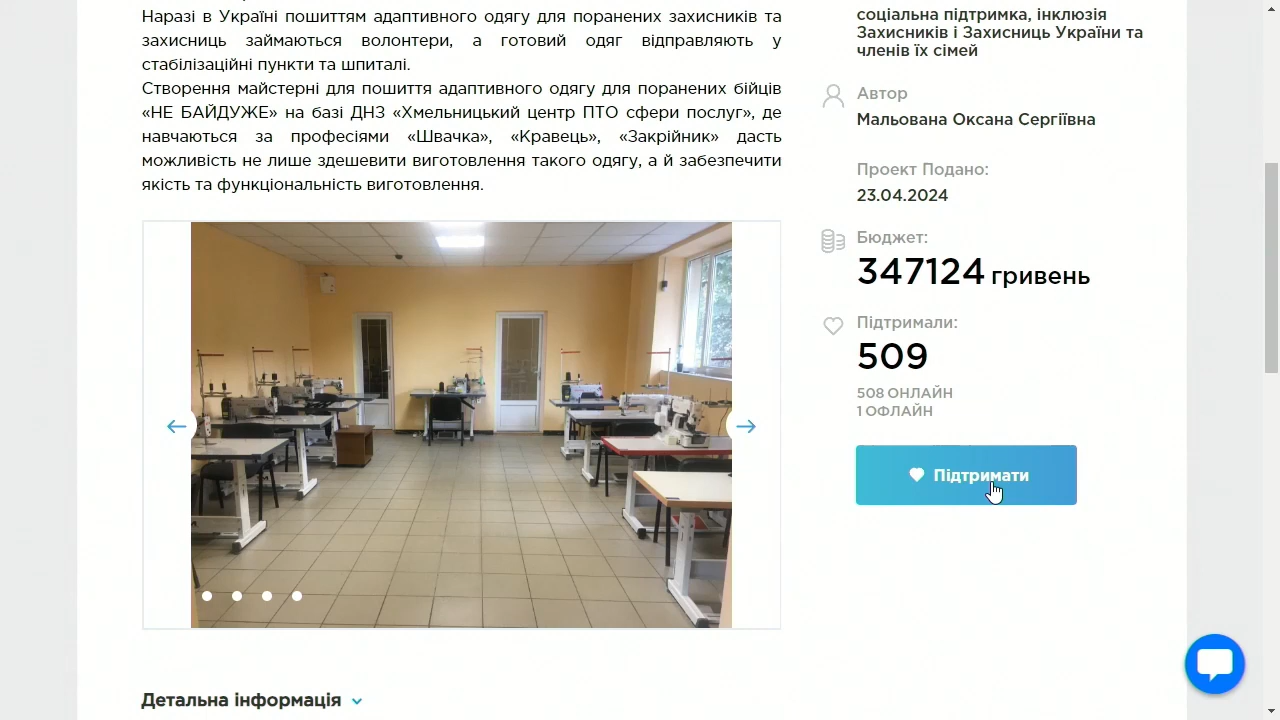 Наразі в Україні пошиттям адаптивного одягу для поранених захисників та
захисниць займаються волонтери, а готовий одяг відправляють у
стабілізаційні пункти та шпиталі.
Створення майстерні для пошиття адаптивного одягу для поранених бійців
«НЕ БАЙДУЖЕ» на базі ДНЗ «Хмельницький центр ПТО сфери послуг», де
навчаються за професіями «Швачка», «Кравець», «Закрійник» дасть
можливість не лише здешевити виготовлення такого одягу, а й забезпечити
якість та функціональність виготовлення.
Детальна інформація
соціальна підтримка, інклюзія
Захисників і Захисниць України та
членів їх сімей
Автор
Мальована Оксана Сергіївна
Проект Подано:
23.04.2024
Бюджет:
347124 гривень
Підтримали:
509
508 ОНЛАЙН
1 ОФЛАЙН
Підтримати